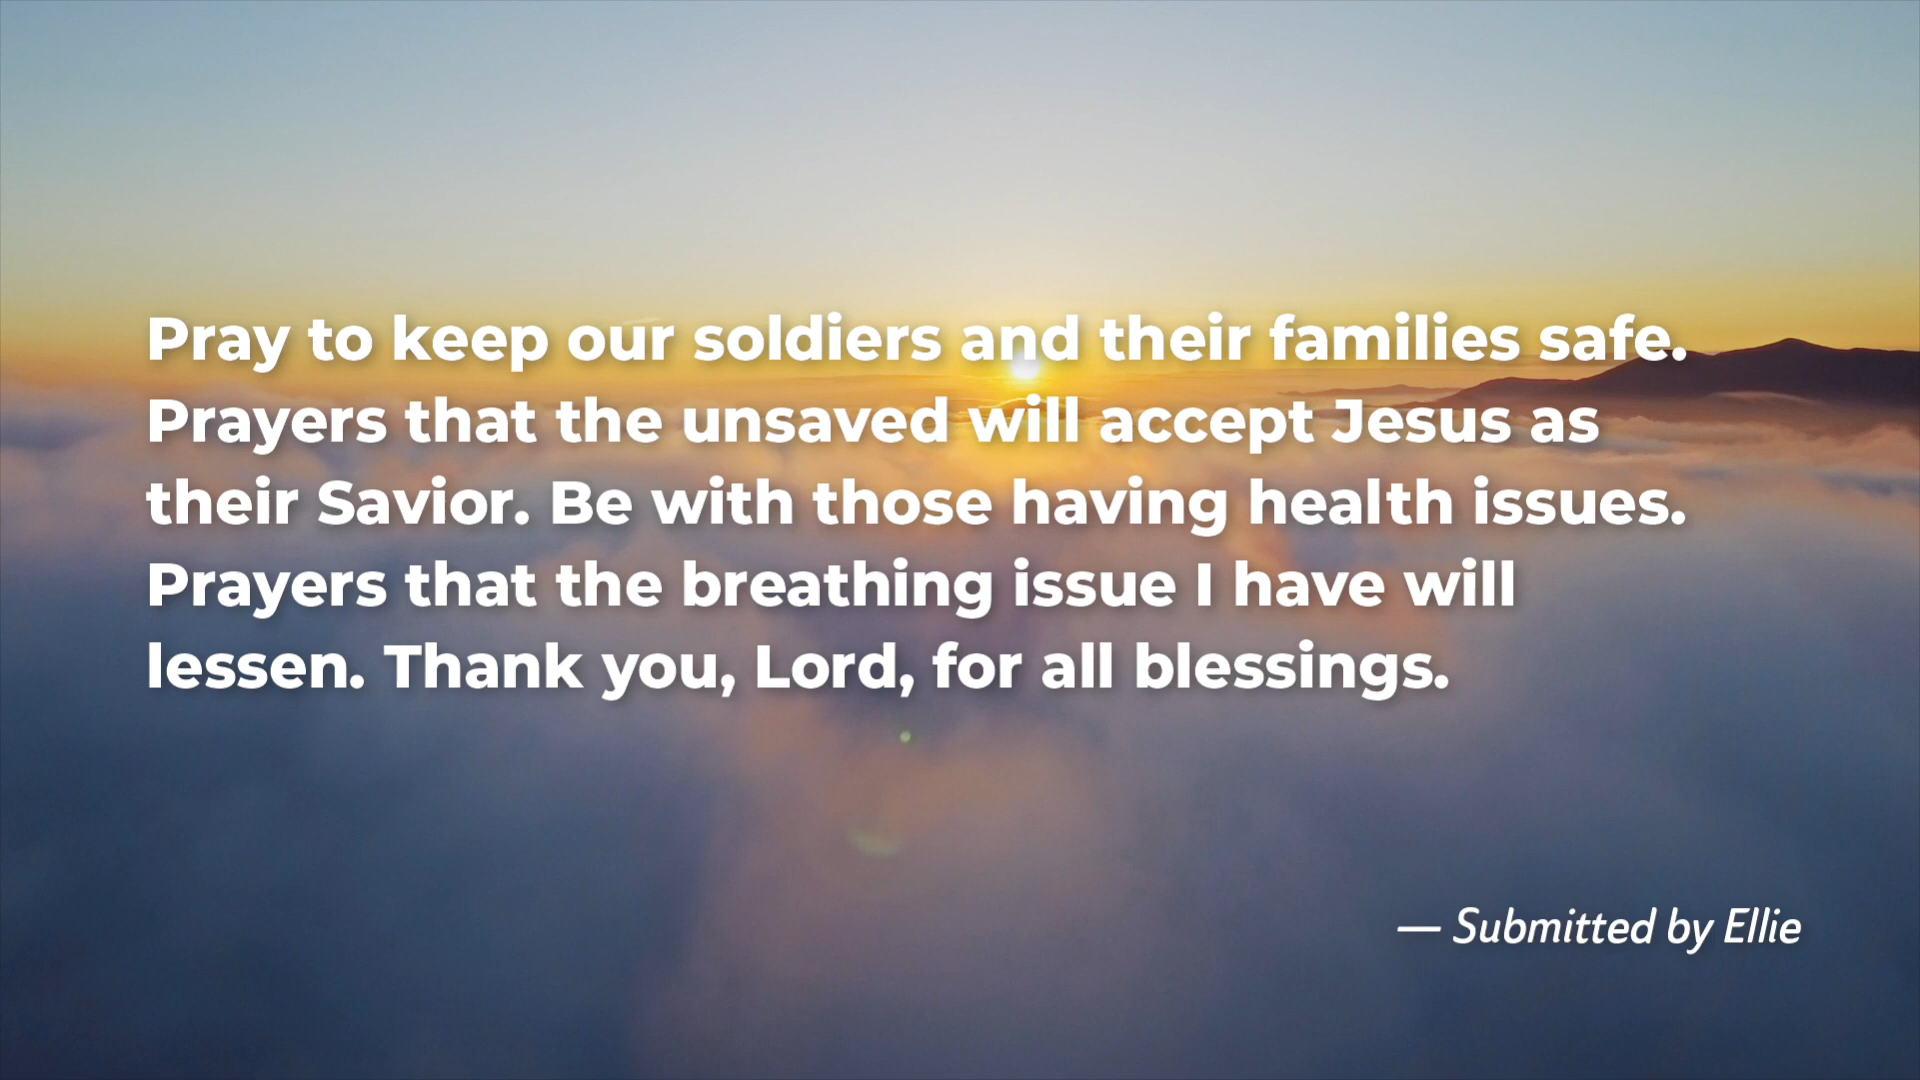 Pray to keep our soldiers and their families safe.
Prayers that the unsaved will accept Jesus as
their Savior. Be with those having health issues.
Prayers that the breathing issue I have will
lessen. Thank you, Lord, for all blessings.
— Submitted by Ellie